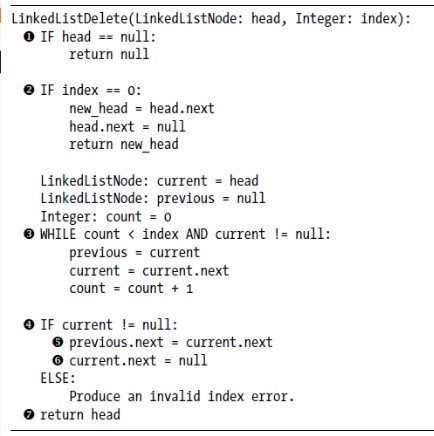 LinkedListDelete(LinkedListNode: head, Integer: index):
❶ IF head == null:
return null
❷ IF index == 0:
new_head = head.next
head.next = null
return new_head
LinkedListNode: current = head
LinkedListNode: previous = null
Integer: count = 0
❸ WHILE count < index AND current != null:
previous = current
current = current.next
count = count + 1
❹ IF current != null:
❺ previous.next = current.next
❻ current.next = null
ELSE:
Produce an invalid index error.
❼ return head